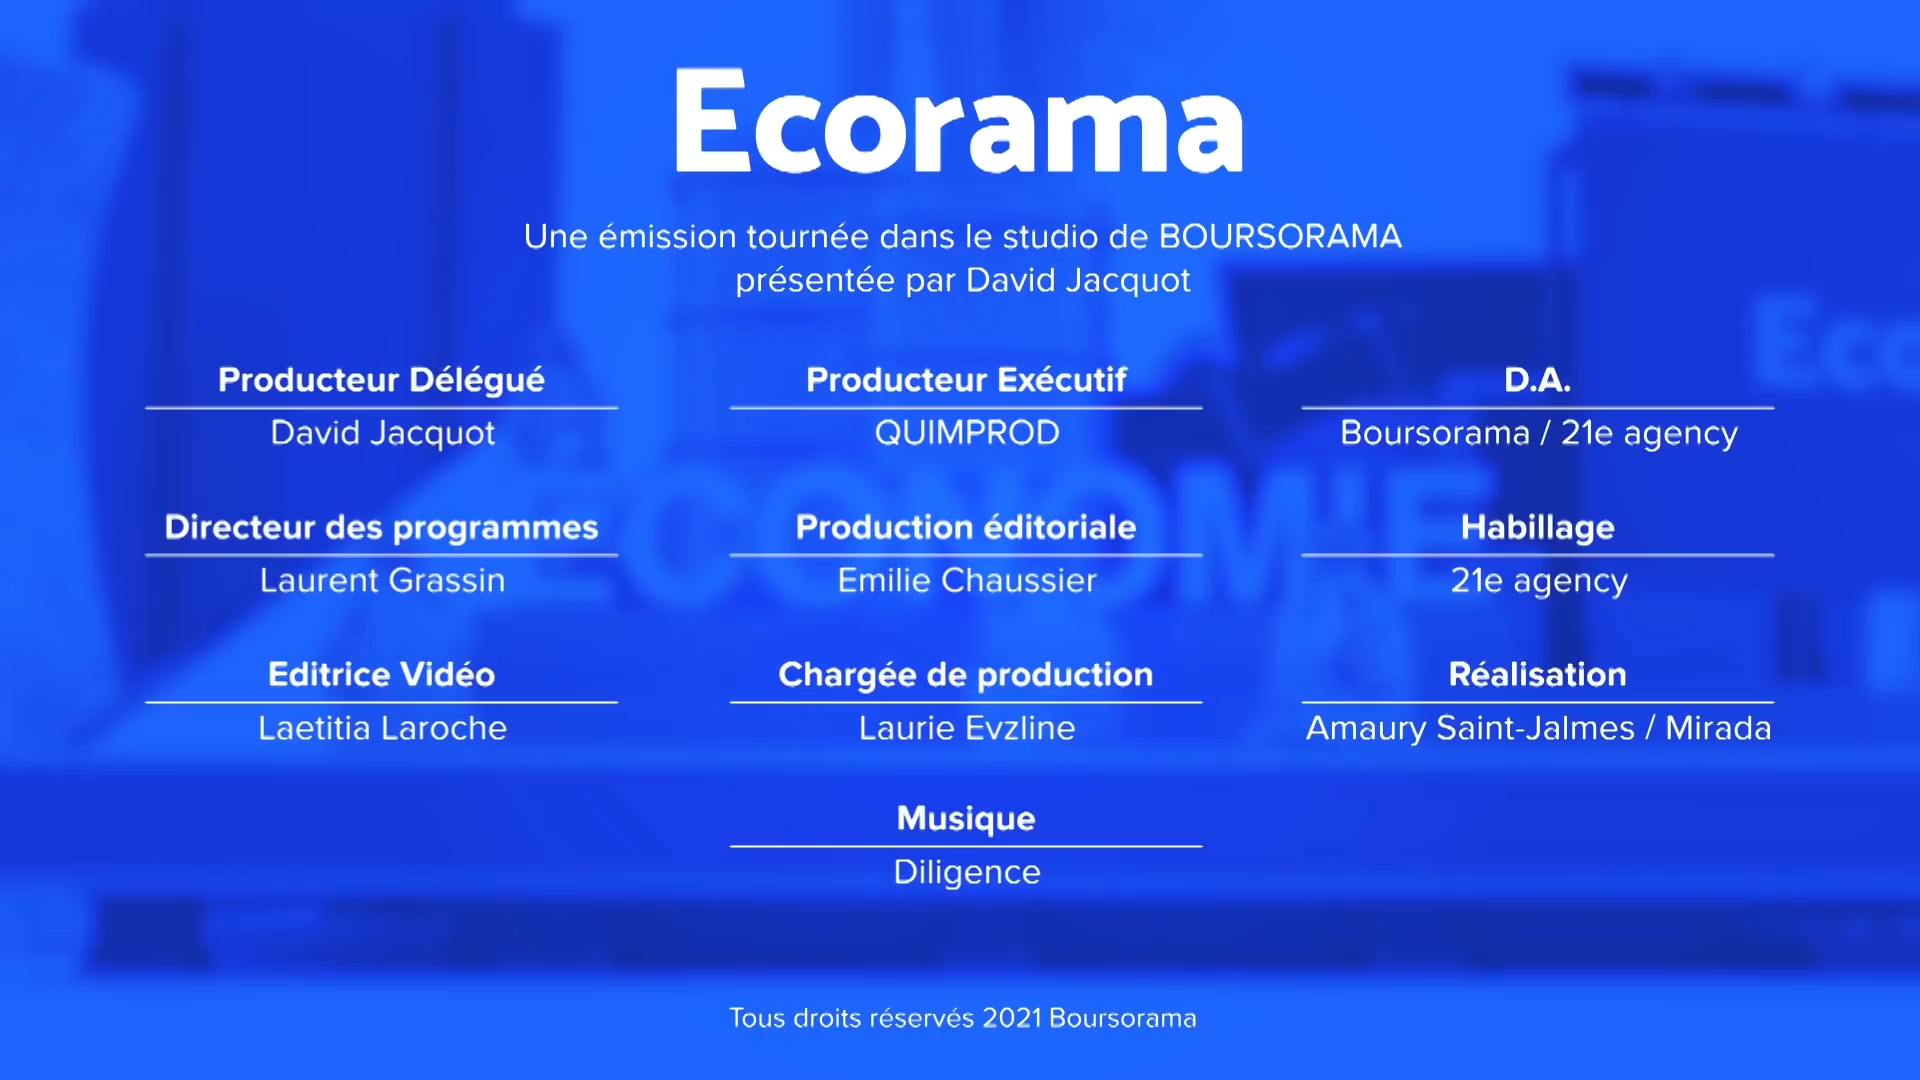 Ecorama
Une émission tournée dans le studio de BOURSORAMA
présentée par David Jacquot
Producteur Délégué
David Jacquot
Producteur Exécutif
QUIMPROD
D.A.
Boursorama / 21e agency
Directeur des programmes
Laurent Grassin
Production éditoriale
Emilie Chaussier
Habillage
21e agency
Editrice Vidéo
Laetitia Laroche
Chargée de production
Laurie Evzline
Réalisation
Amaury Saint-Jalmes / Mirada
Musique
Diligence
ECONOMIE
Eco
Tous droits réservés 2021 Boursorama